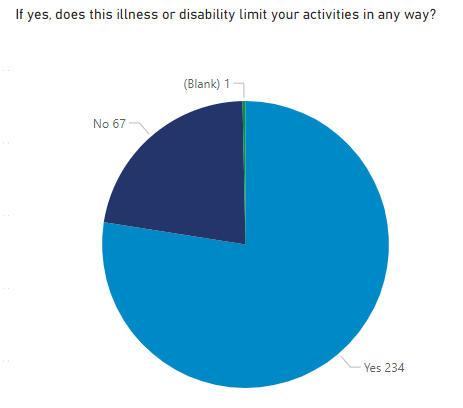 If yes, does this illness or disability limit your activities in any way?
(Blank) 1
No 67
Yes 234